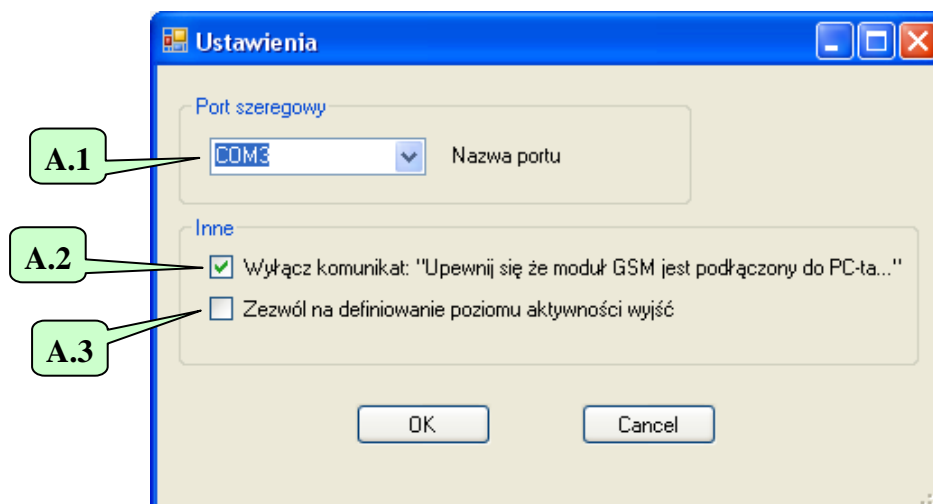 Ustawienia
Port szeregowy
A.1
COM3
Nazwa portu
Inne
A.2
Wyłącz komunikat: "Upewnij się że moduł GSM jest podłączony do PC-ta..."
Zezwól na definiowanie poziomu aktywności wyjść
A.3
OK
Cancel